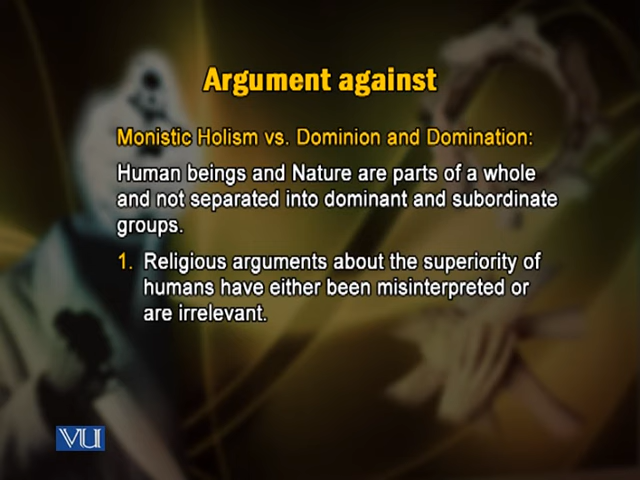 Argument against
Monistic Holism vs. Dominion and Domination:
Human beings and Nature are parts of a whole
and not separated into dominant and subordinate
groups.
1. Religious arguments about the superiority of
humans have either been misinterpreted or
are irrelevant.
VU